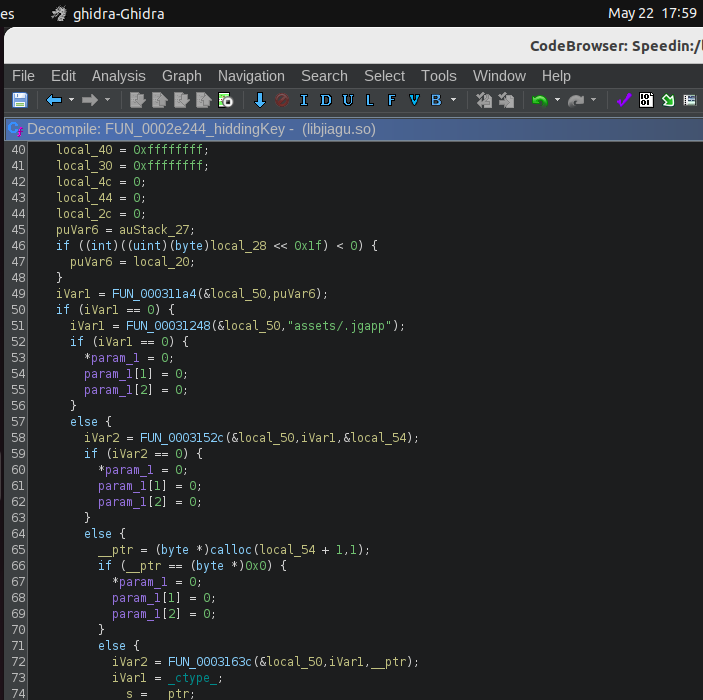 es ghidra-Ghidra May 22 17:59
CodeBrowser: Speedin:/
File Edit Analysis Graph Navigation Search Select Tools Window Help
I D U L F V B
Decompile: FUN_0002e244_hiddingKey - (libjiagu.so)
40 local_40 = 0xffffffff;
41 local_30 = 0xffffffff;
42 local_4c = 0;
43 local_44 = 0;
44 local_2c = 0;
45 puVar6 = auStack_27;
46 if ((int)((uint)(byte)local_28 << 0x1f) < 0) {
47 puVar6 = local_20;
48 }
49 iVar1 = FUN_000311a4(&local_50,puVar6);
50 if (iVar1 == 0) {
51 iVar1 = FUN_00031248(&local_50,"assets/.jgapp");
52 if (iVar1 == 0) {
53 *param_1 = 0;
54 param_1[1] = 0;
55 param_1[2] = 0;
56 }
57 else {
58 iVar2 = FUN_0003152c(&local_50,iVar1,&local_54);
59 if (iVar2 == 0) {
60 *param_1 = 0;
61 param_1[1] = 0;
62 param_1[2] = 0;
63 }
64 else {
65 __ptr = (byte *)calloc(local_54 + 1,1);
66 if (__ptr == (byte *)0x0) {
67 *param_1 = 0;
68 param_1[1] = 0;
69 param_1[2] = 0;
70 }
71 else {
72 iVar2 = FUN_0003163c(&local_50,iVar1,__ptr);
73 iVar1 = _ctype_;
74 s = ptr;